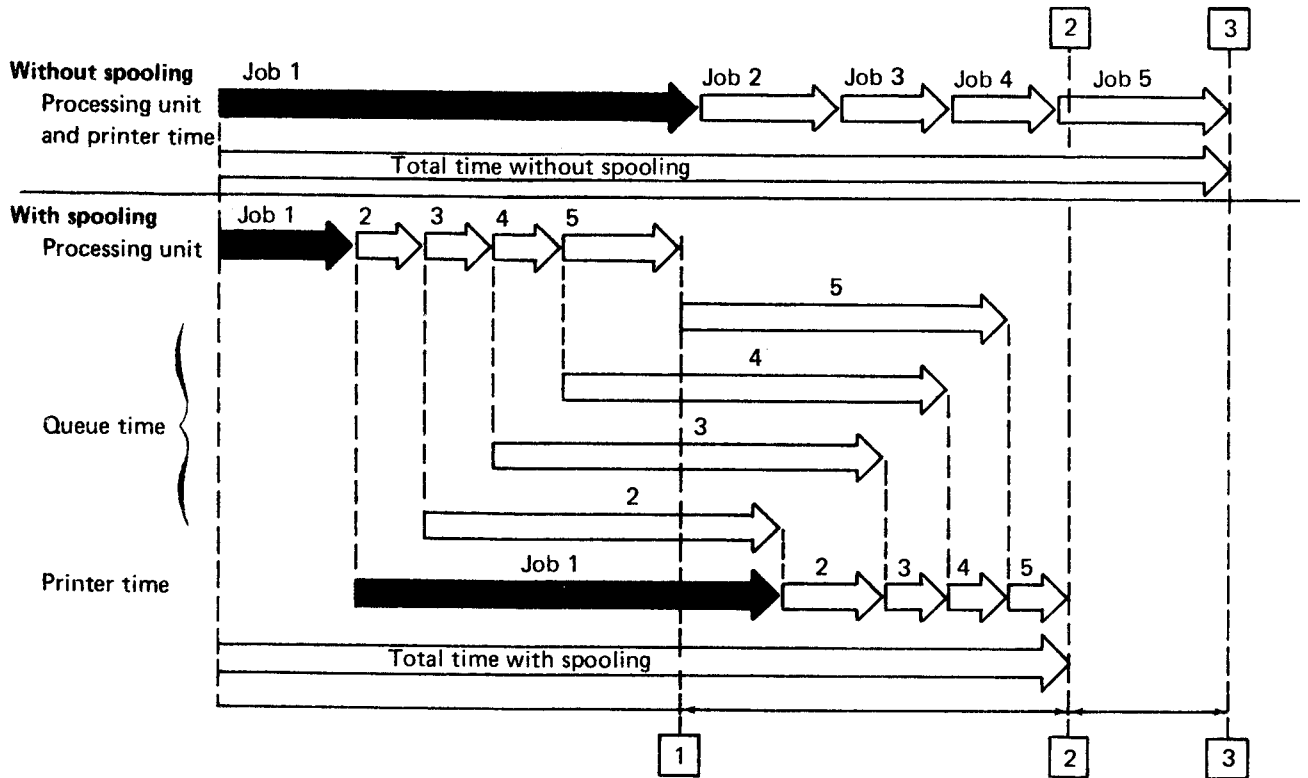 2 3
Without spooling Job 1 Job 2 Job 3 Job 4 Job 5
Processing unit
and printer time
Total time without spooling
With spooling Job 1 2 3 4 5
Processing unit
5
4
Queue time
3
2
Job 1
Printer time 2 3 4 5
Total time with spooling
1 2 3